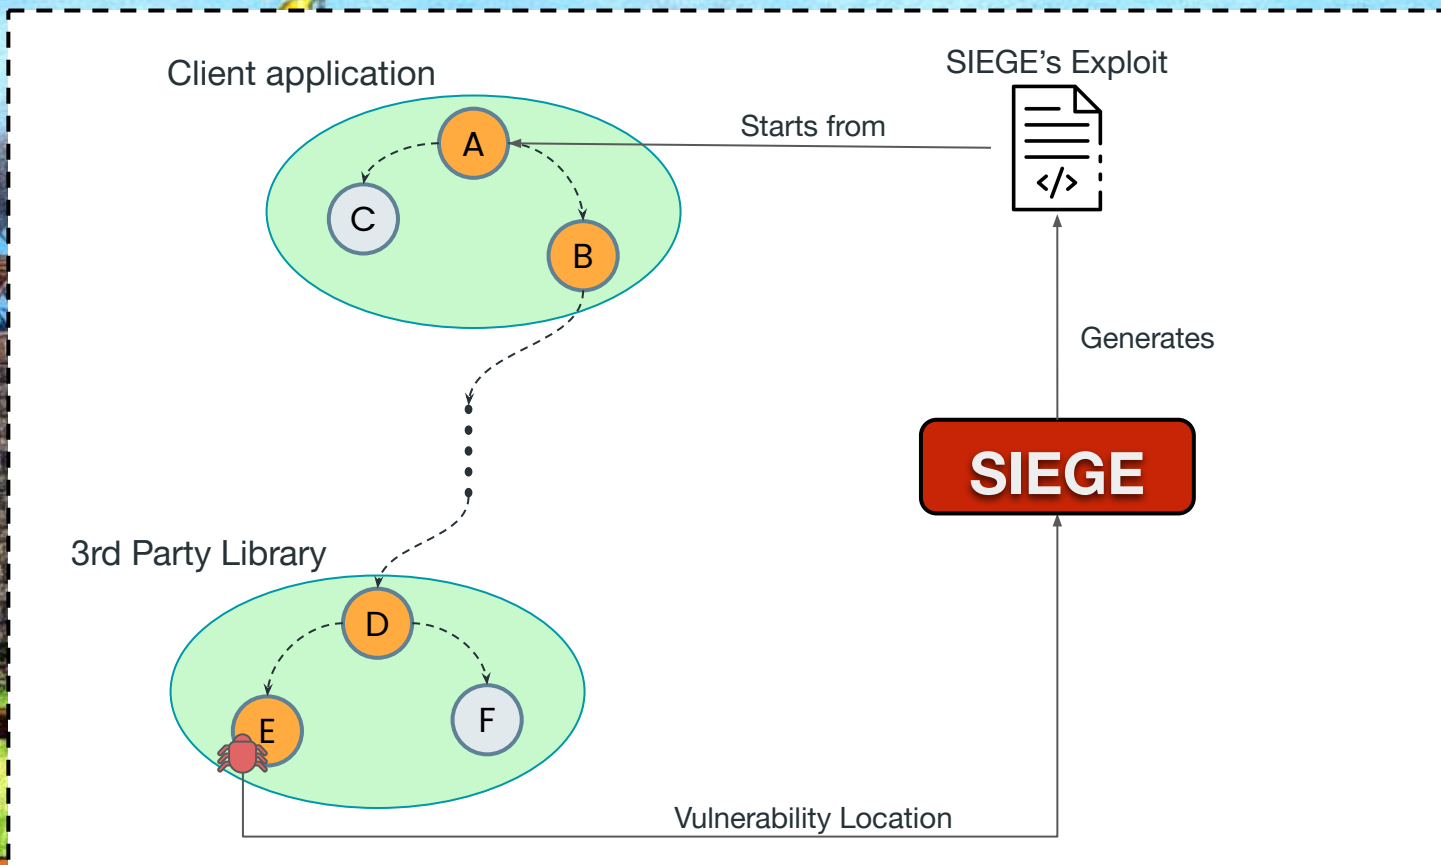 Client application
SIEGE's Exploit
Starts from
A
C
B
</>
Generates
SIEGE
3rd Party Library
D
E
F
Vulnerability Location